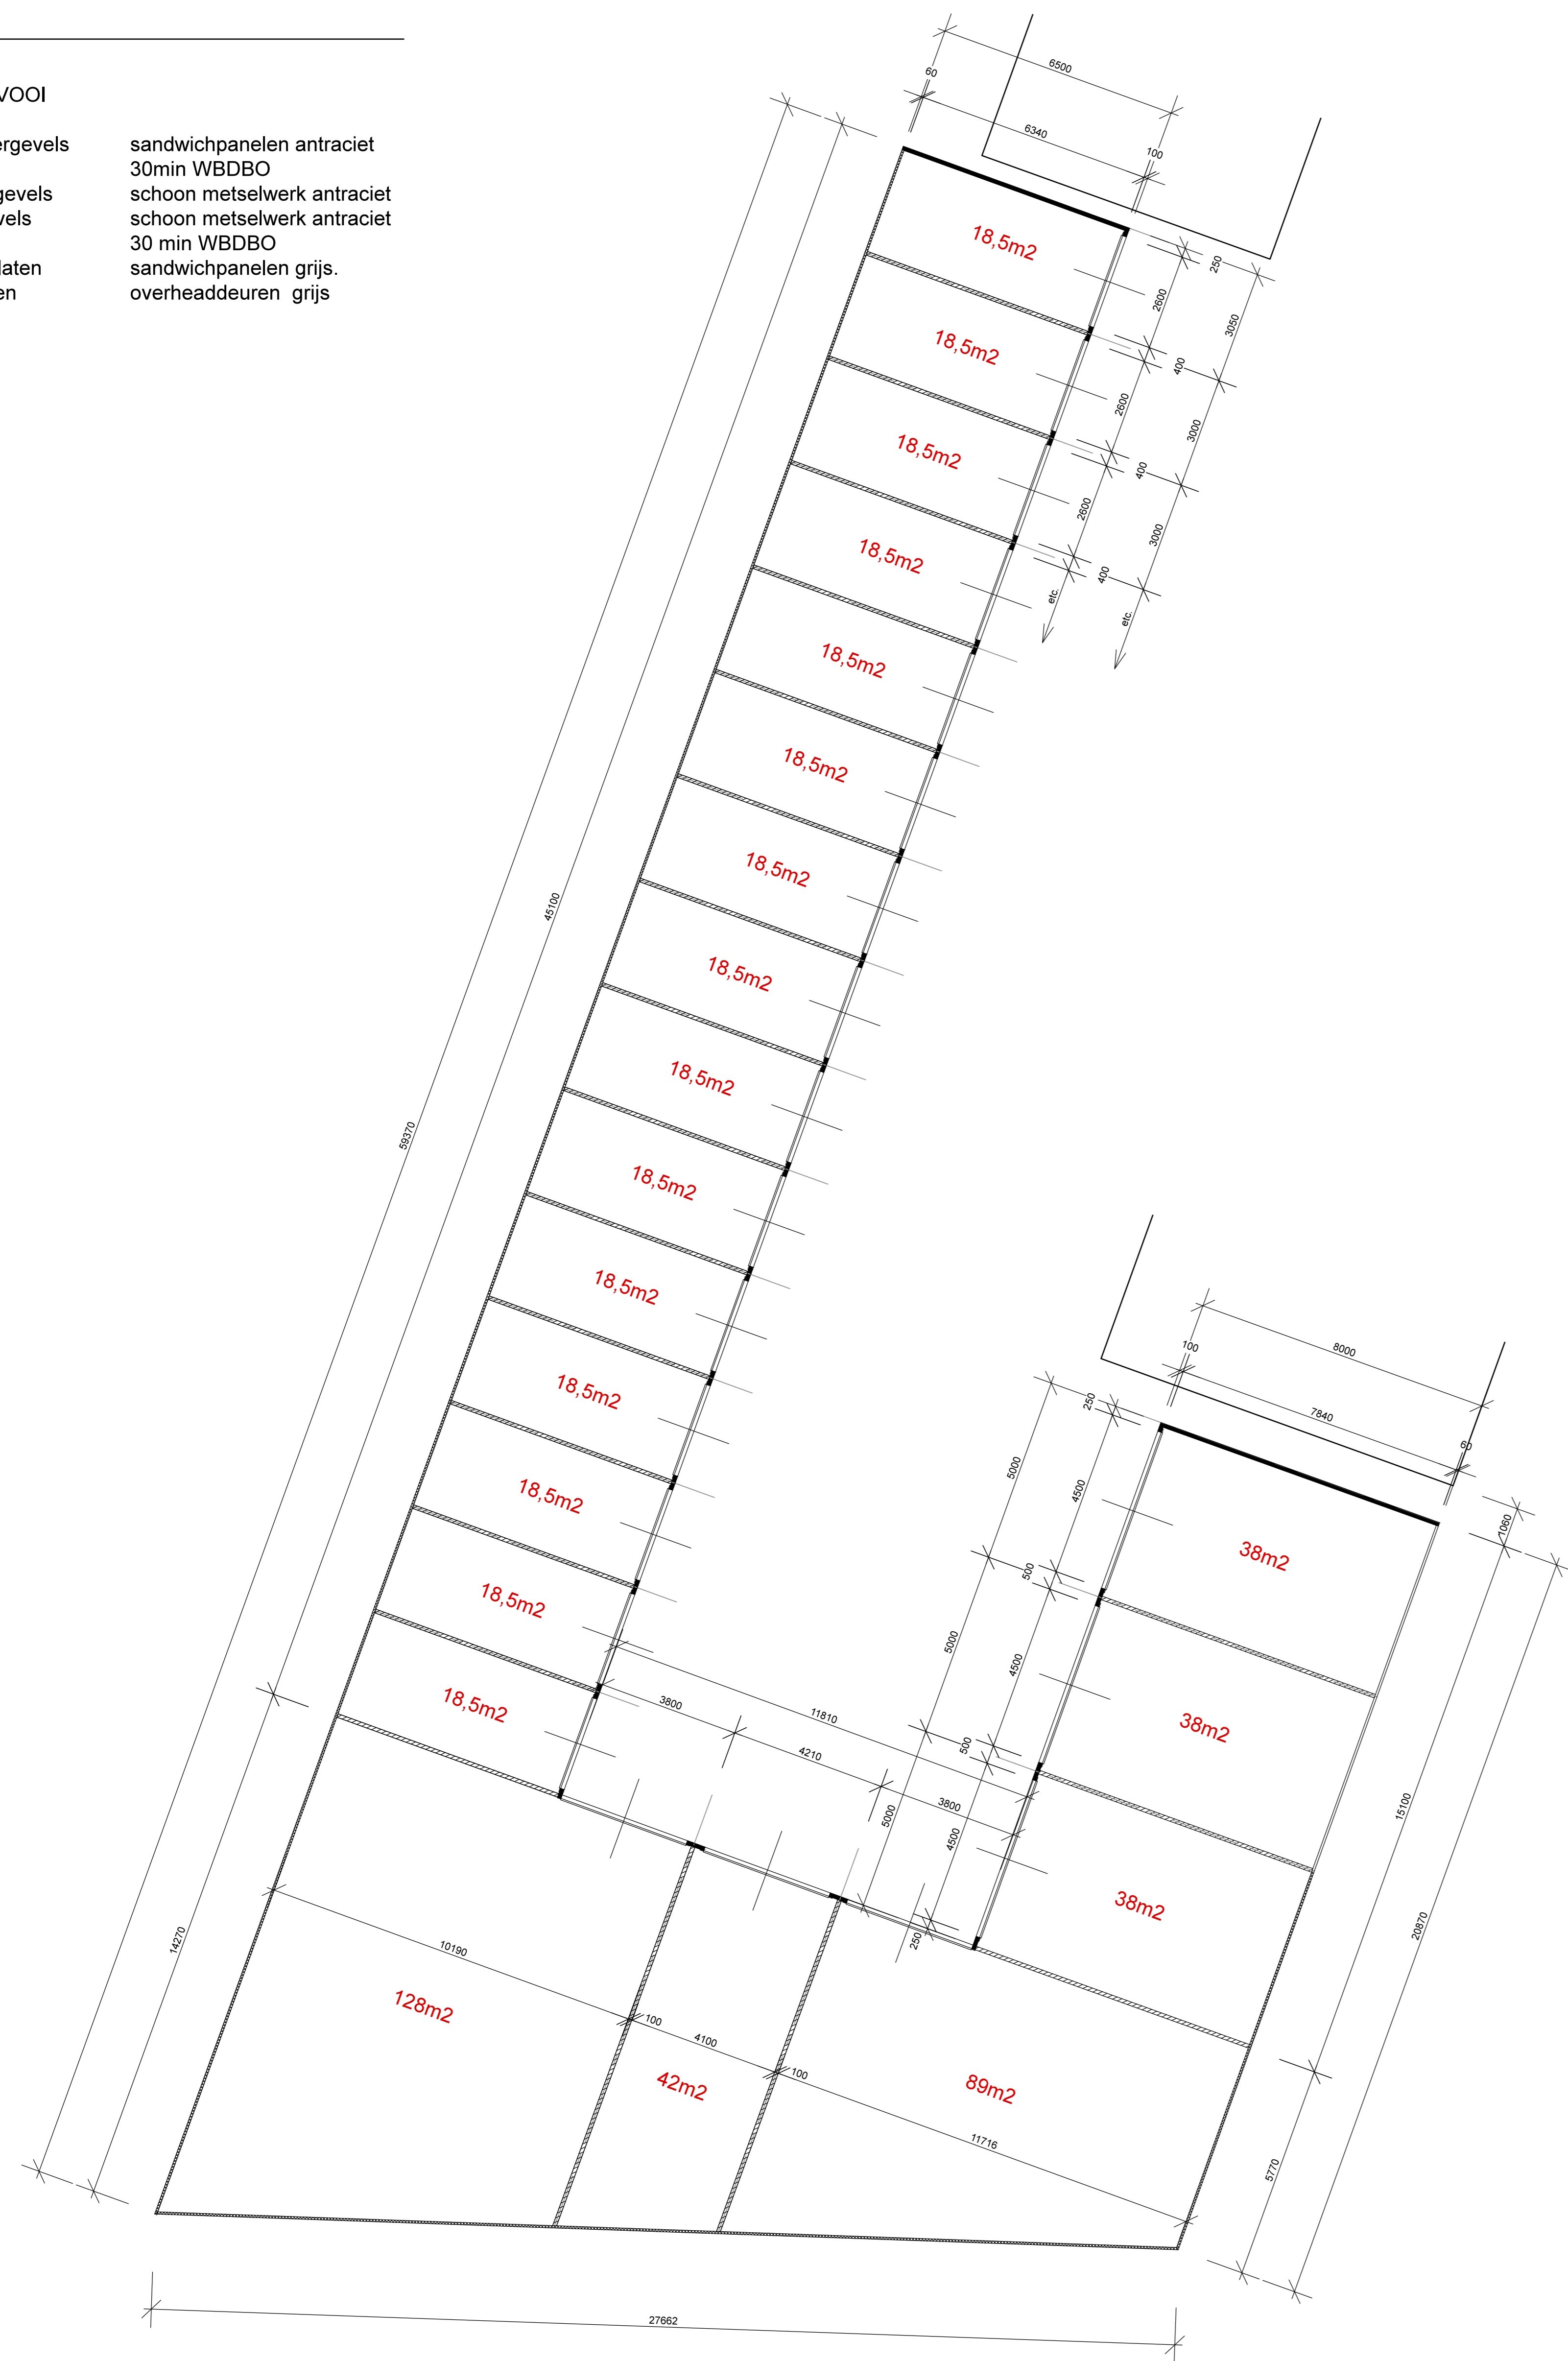 VOOI
ergevels sandwichpanelen antraciet
30min WBDBO
gevels schoon metselwerk antraciet
vels schoon metselwerk antraciet
30 min WBDBO
laten sandwichpanelen grijs.
en overheaddeuren grijs
6500
60
6340
100
18,5m2
250
2600
3050
18,5m2
400
2600
3000
18,5m2
400
2600
3000
18,5m2
400
etc.
etc.
18,5m2
18,5m2
18,5m2
45100
18,5m2
18,5m2
59370
18,5m2
18,5m2
18,5m2
18,5m2
18,5m2
18,5m2
8000
100
7840
60
250
5000
4500
1060
38m2
500
5000
4500
38m2
3800
11810
4210
500
3800
5000
4500
15100
38m2
250
20870
14270
10190
128m2
100
4100
42m2
100
89m2
11716
5770
27662